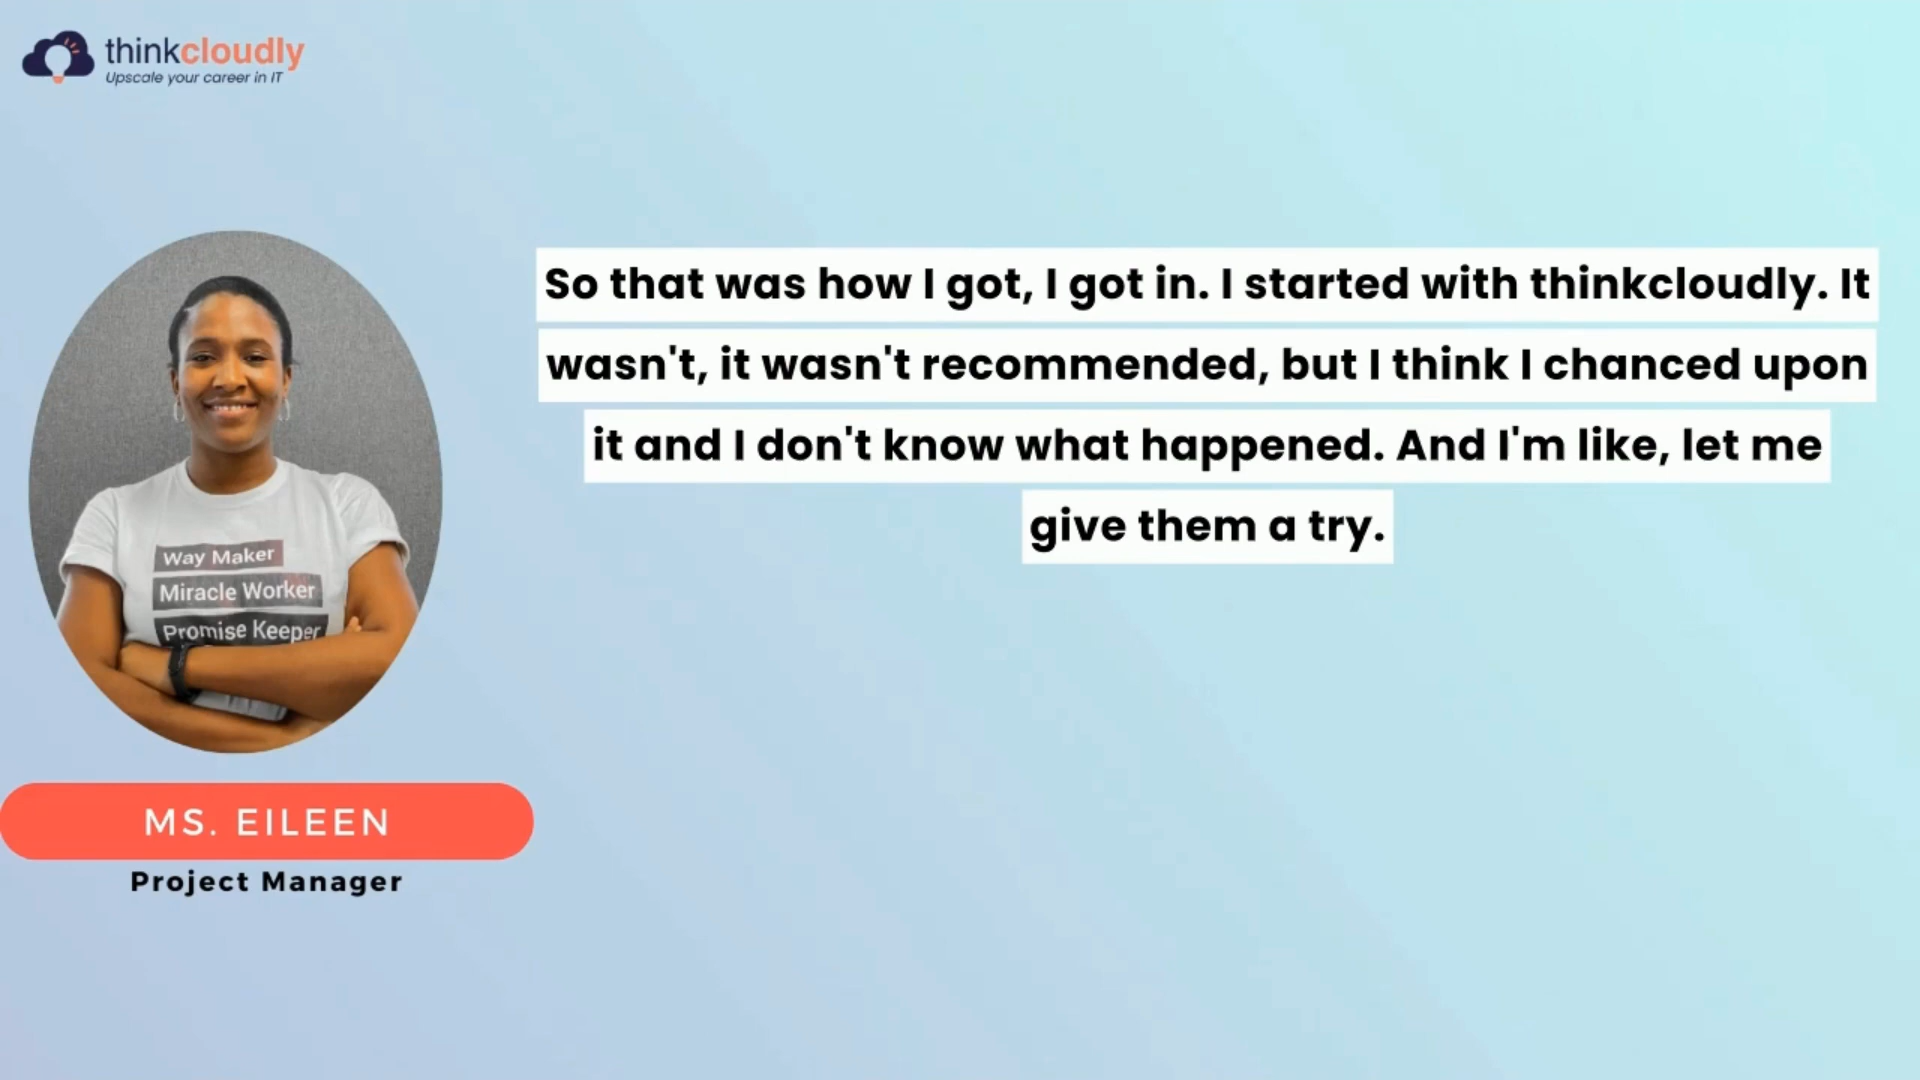 thinkcloudly
Upscale your career in IT
So that was how I got, I got in. I started with thinkcloudly. It
wasn't, it wasn't recommended, but I think I chanced upon
it and I don't know what happened. And I'm like, let me
give them a try.
Way Maker
Miracle Worker
Promise Keeper
MS. EILEEN
Project Manager